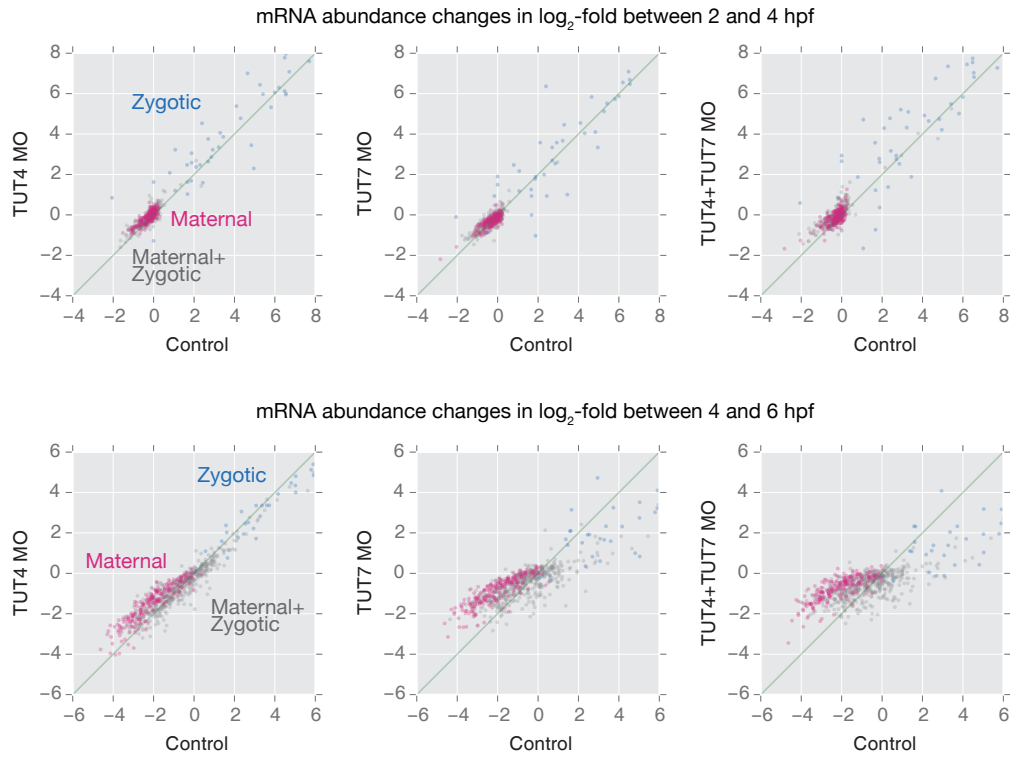 mRNA abundance changes in log2-fold between 2 and 4 hpf
8
6
4
2
0
−2
−4
TUT4 MO
Zygotic
Maternal
Maternal+
Zygotic
−4 −2 0 2 4 6 8
Control
8
6
4
2
0
−2
−4
TUT7 MO
−4 −2 0 2 4 6 8
Control
8
6
4
2
0
−2
−4
TUT4+TUT7 MO
−4 −2 0 2 4 6 8
Control
mRNA abundance changes in log2-fold between 4 and 6 hpf
6
4
2
0
−2
−4
−6
TUT4 MO
Zygotic
Maternal
Maternal+
Zygotic
−6 −4 −2 0 2 4 6
Control
6
4
2
0
−2
−4
−6
TUT7 MO
−6 −4 −2 0 2 4 6
Control
6
4
2
0
−2
−4
−6
TUT4+TUT7 MO
−6 −4 −2 0 2 4 6
Control